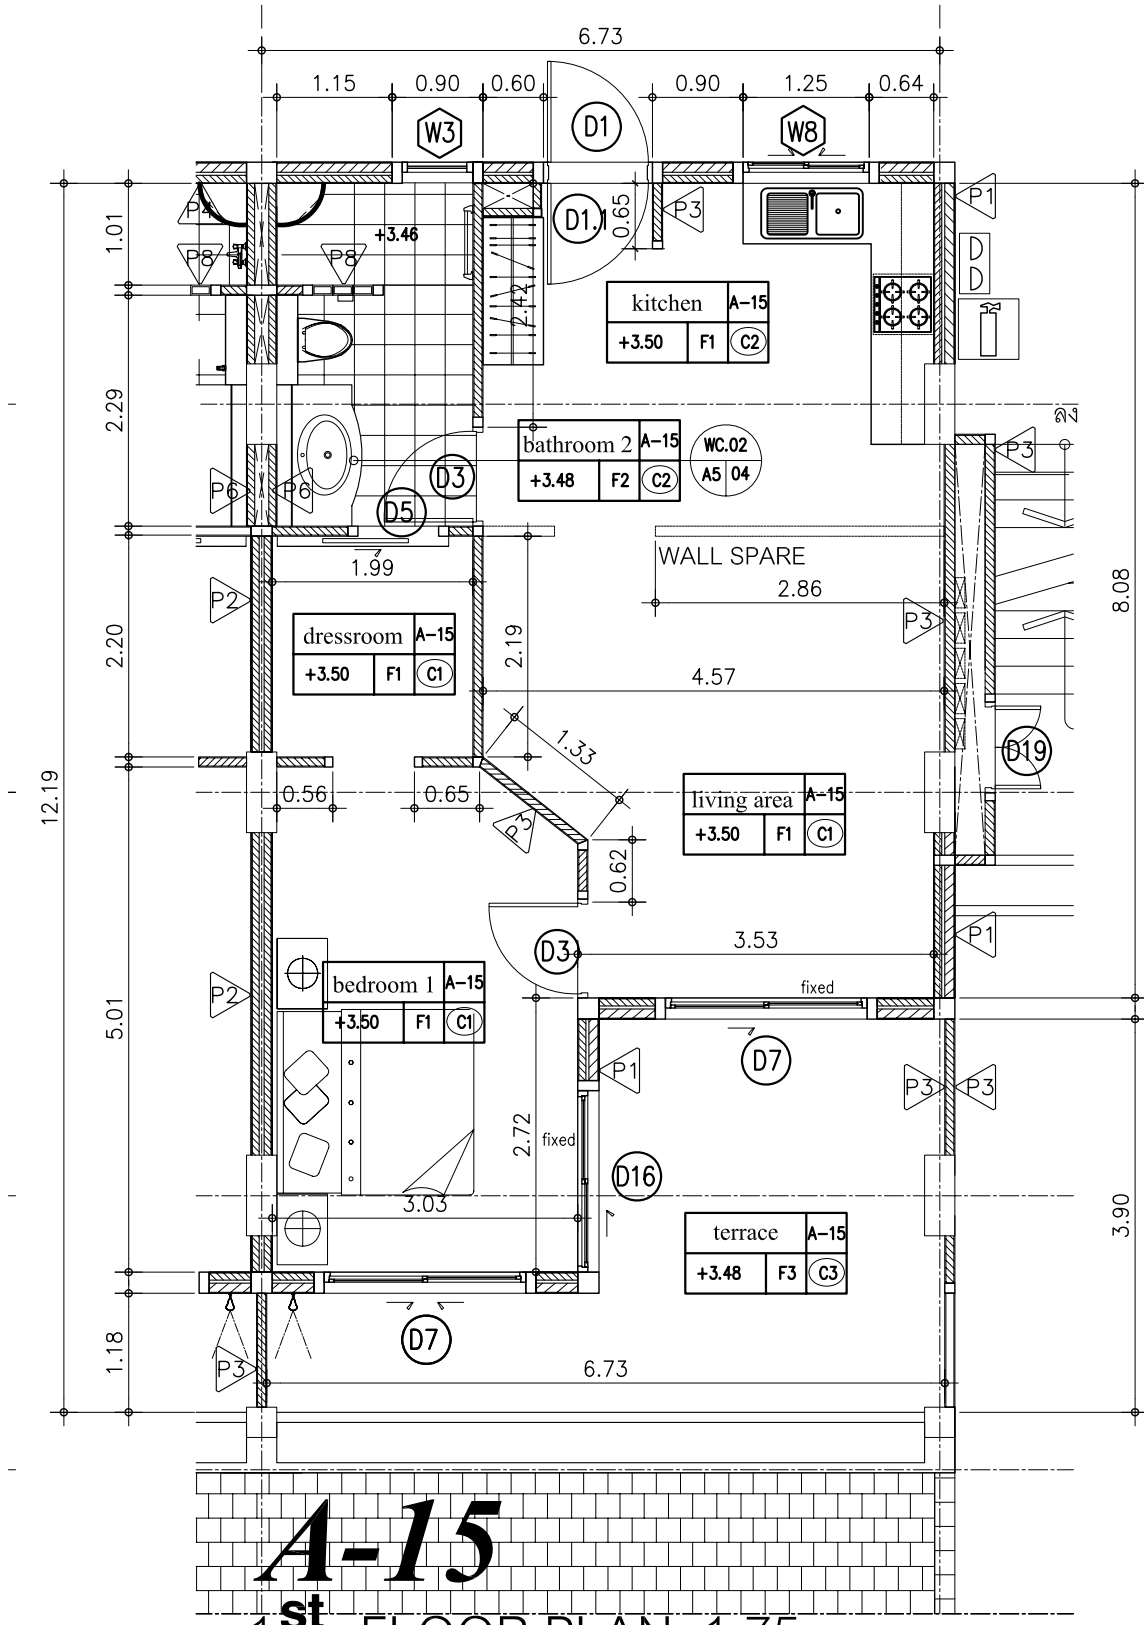 6.73
1.15 0.90 0.60 0.90 1.25 0.64
W3 D1 W8
P4 D1.1 0.65 P3 P1
+3.46
1.01
P8 P8
2.42
kitchen A-15
+3.50 F1 C2
2.29
ลง
bathroom 2 A-15
+3.48 F2 C2
WC.02
A5 04
P3
P6 P6 D3
D5
WALL SPARE
1.99
2.86
8.08
P2
P3
dressroom A-15
+3.50 F1 C1
2.20
2.19
4.57
1.33
D19
12.19
0.56 0.65
living area A-15
+3.50 F1 C1
P3
0.62
P1
3.53
D3
bedroom 1 A-15
+3.50 F1 C1
fixed
P2
5.01
D7
P1
P3 P3
2.72
fixed
D16
3.03
3.90
terrace A-15
+3.48 F3 C3
1.18
D7
P3
6.73
A-15
1st FLOOR PLAN 1:75